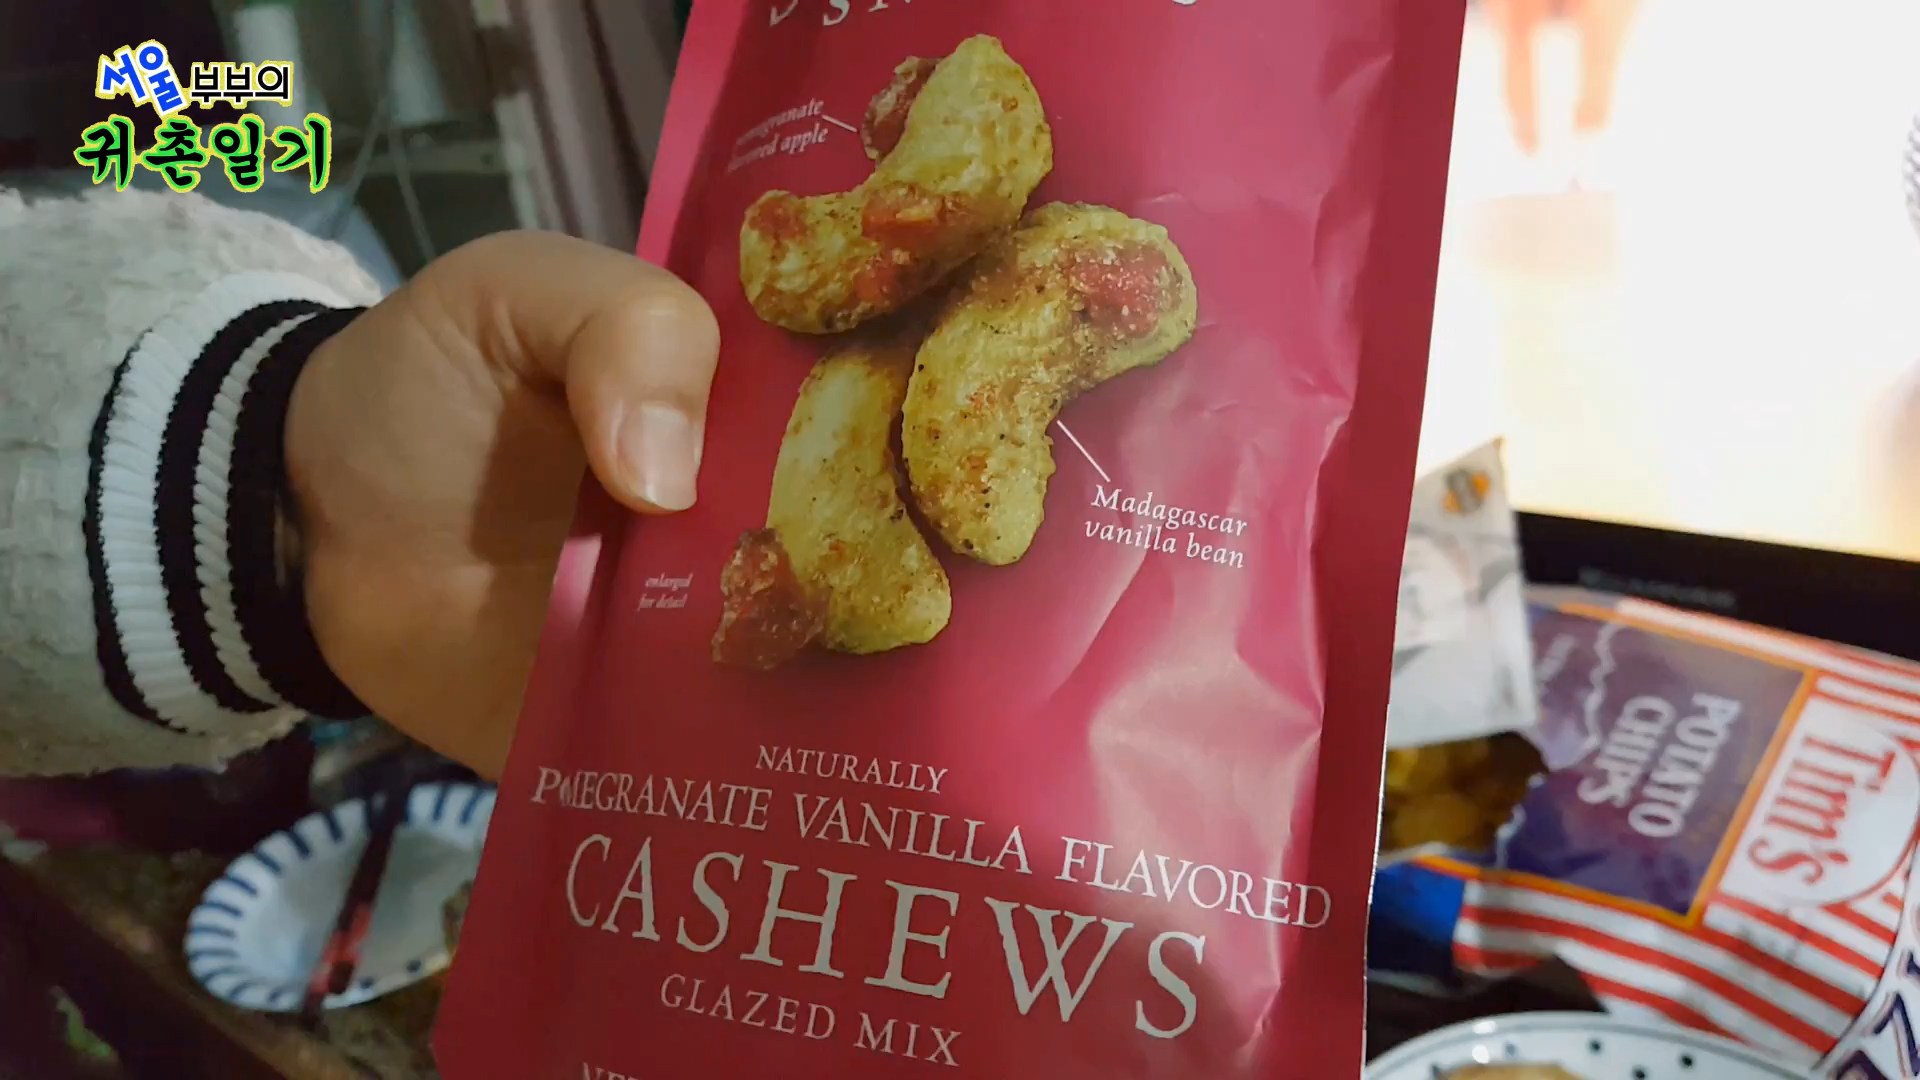 서울 부부의
귀촌일기
pomegranate
flavored apple
Madagascar
vanilla bean
enlarged
for detail
NATURALLY
POMEGRANATE VANILLA FLAVORED
CASHEWS
GLAZED MIX
Tim's
POTATO
CHIPS